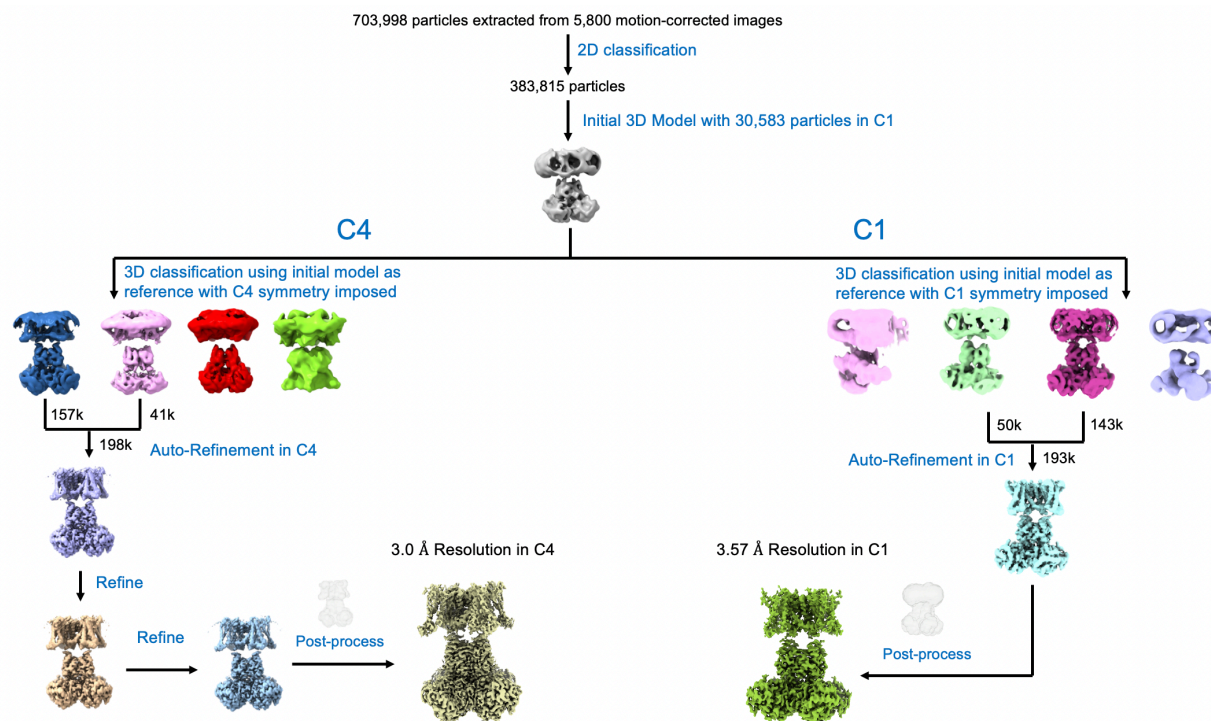 703,998 particles extracted from 5,800 motion-corrected images
2D classification
383,815 particles
Initial 3D Model with 30,583 particles in C1
C4
C1
3D classification using initial model as
reference with C4 symmetry imposed
3D classification using initial model as
reference with C1 symmetry imposed
157k
41k
198k
Auto-Refinement in C4
50k
143k
193k
Auto-Refinement in C1
3.0 Å Resolution in C4
3.57 Å Resolution in C1
Refine
Refine
Post-process
Post-process